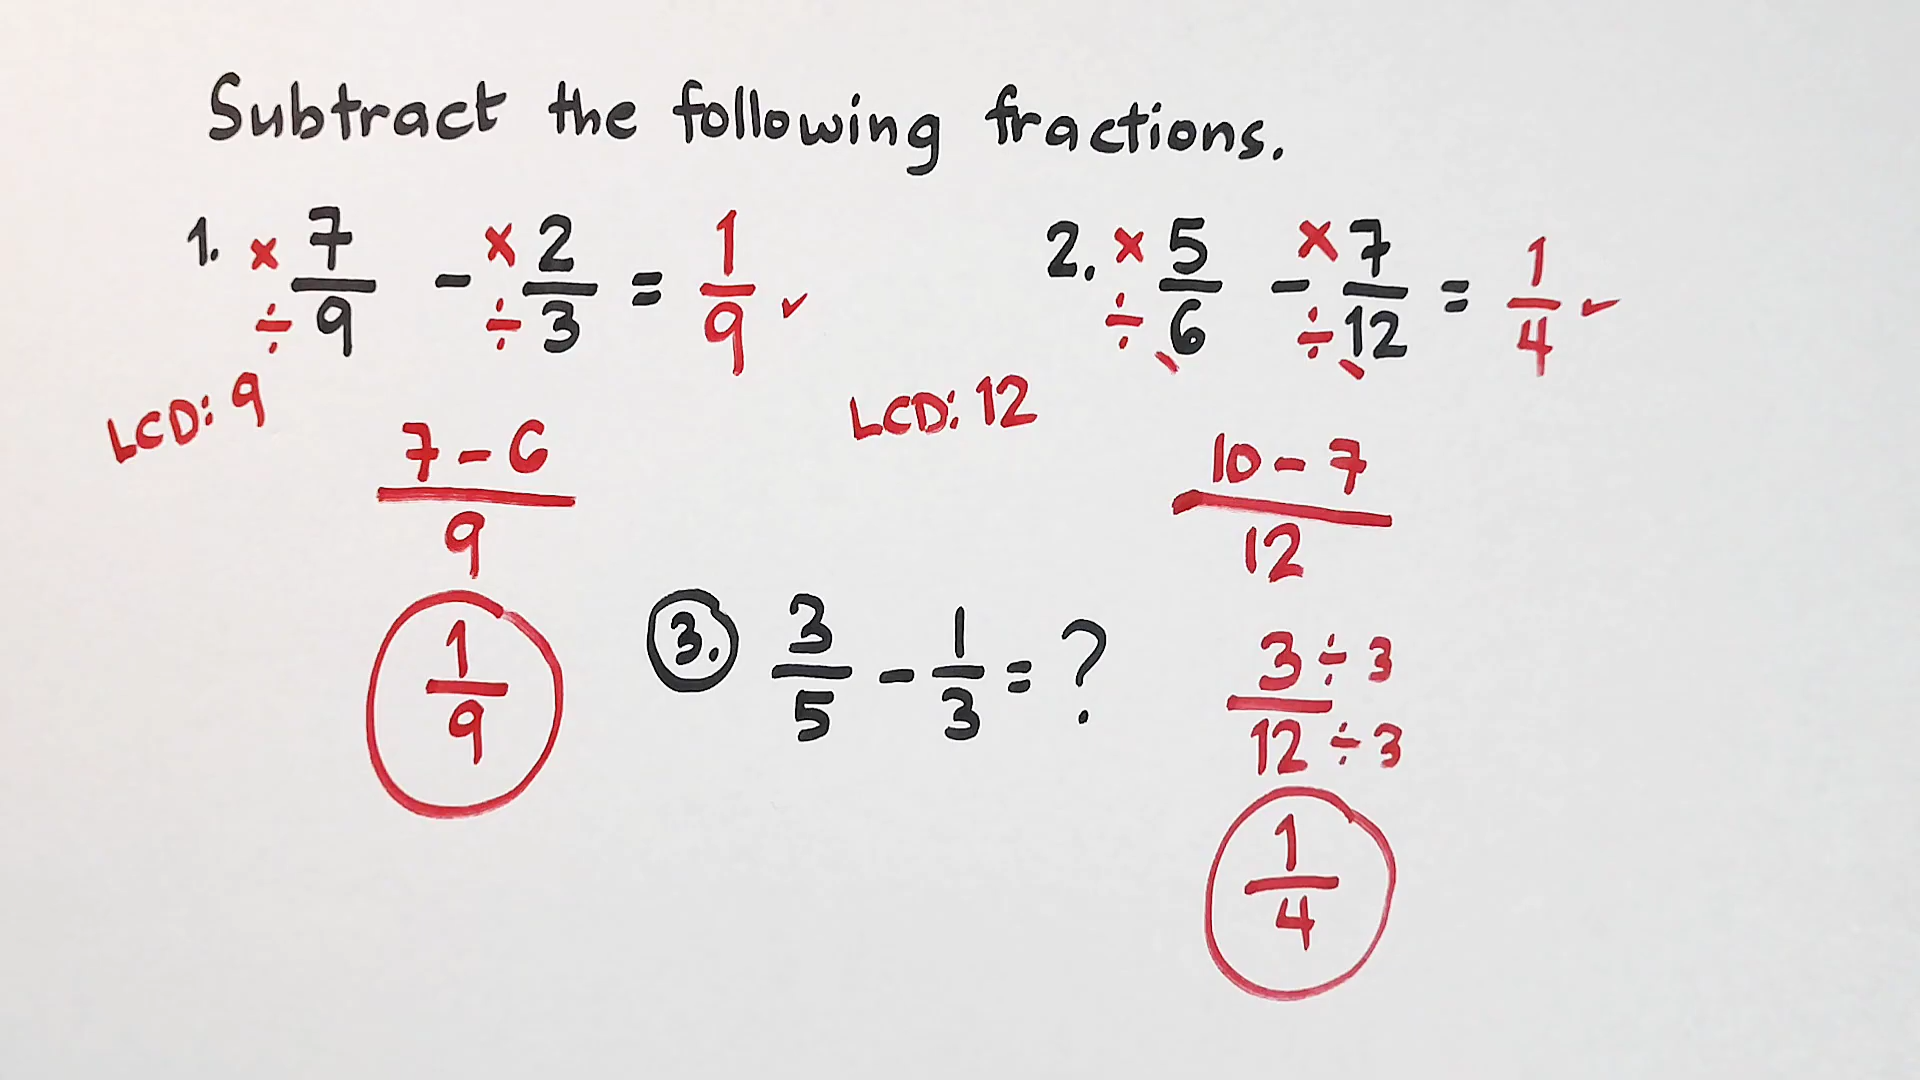 Subtract the following fractions.
1. × 7/9 - × 2/3 = 1/9 ✓
÷ ÷
LCD: 9
7 - 6
9
1/9
2. × 5/6 - × 7/12 = 1/4 ✓
÷ ÷
LCD: 12
10 - 7
12
3 ÷ 3
12 ÷ 3
1/4
3. 3/5 - 1/3 = ?